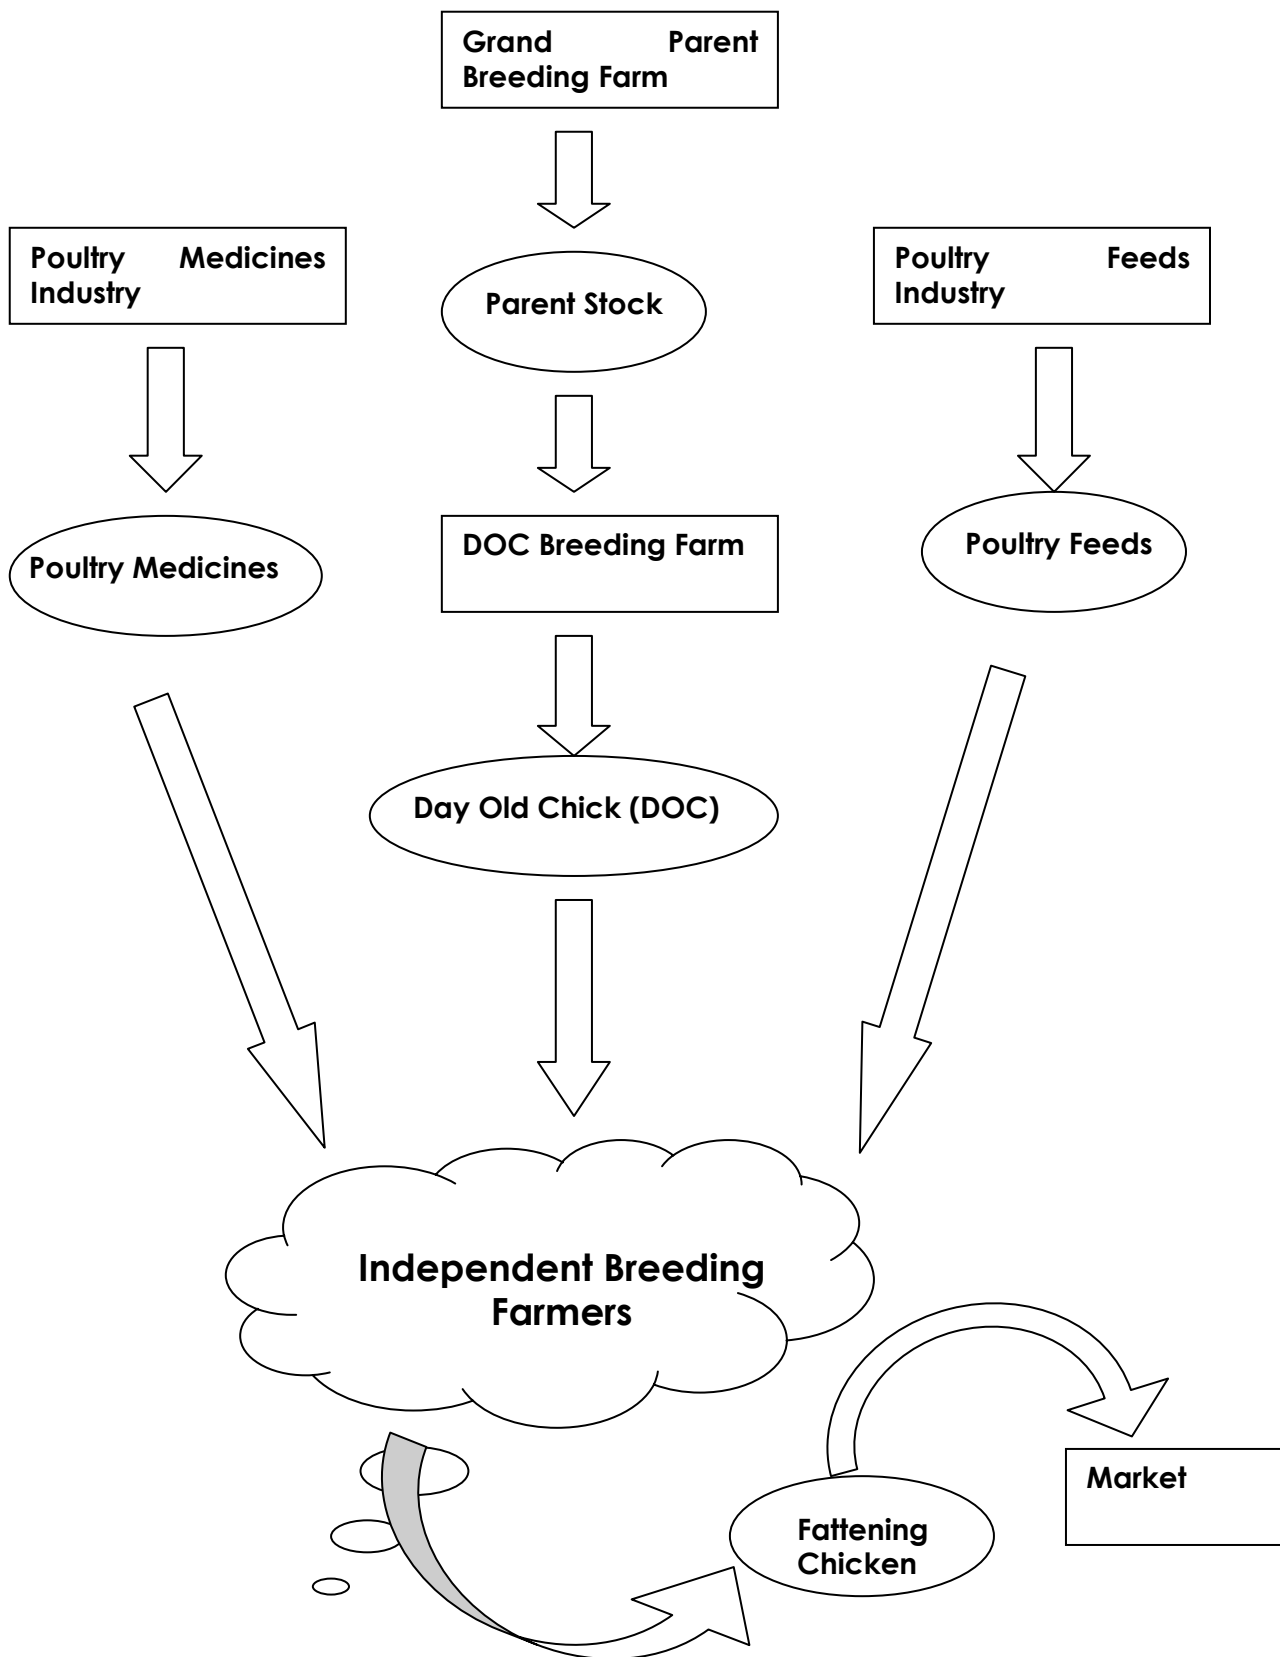 Grand Parent
Breeding Farm
Poultry Medicines
Industry
Parent Stock
Poultry Feeds
Industry
Poultry Medicines
DOC Breeding Farm
Poultry Feeds
Day Old Chick (DOC)
Independent Breeding
Farmers
Market
Fattening
Chicken